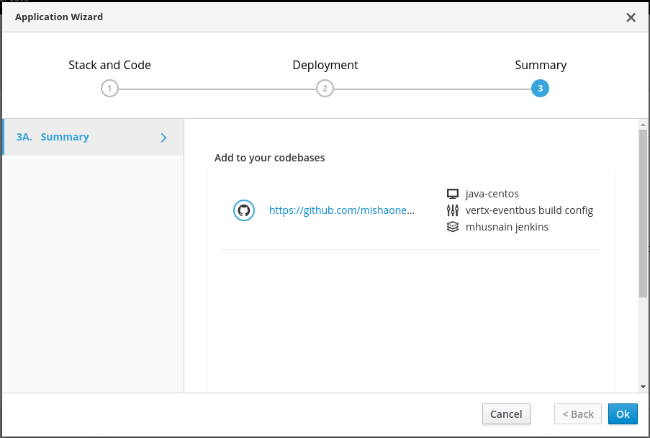 Application Wizard
Stack and Code
Deployment
Summary
1
2
3
3A. Summary
Add to your codebases
https://github.com/mishaone...
java-centos
vertx-eventbus build config
mhusnain jenkins
Cancel
< Back
Ok